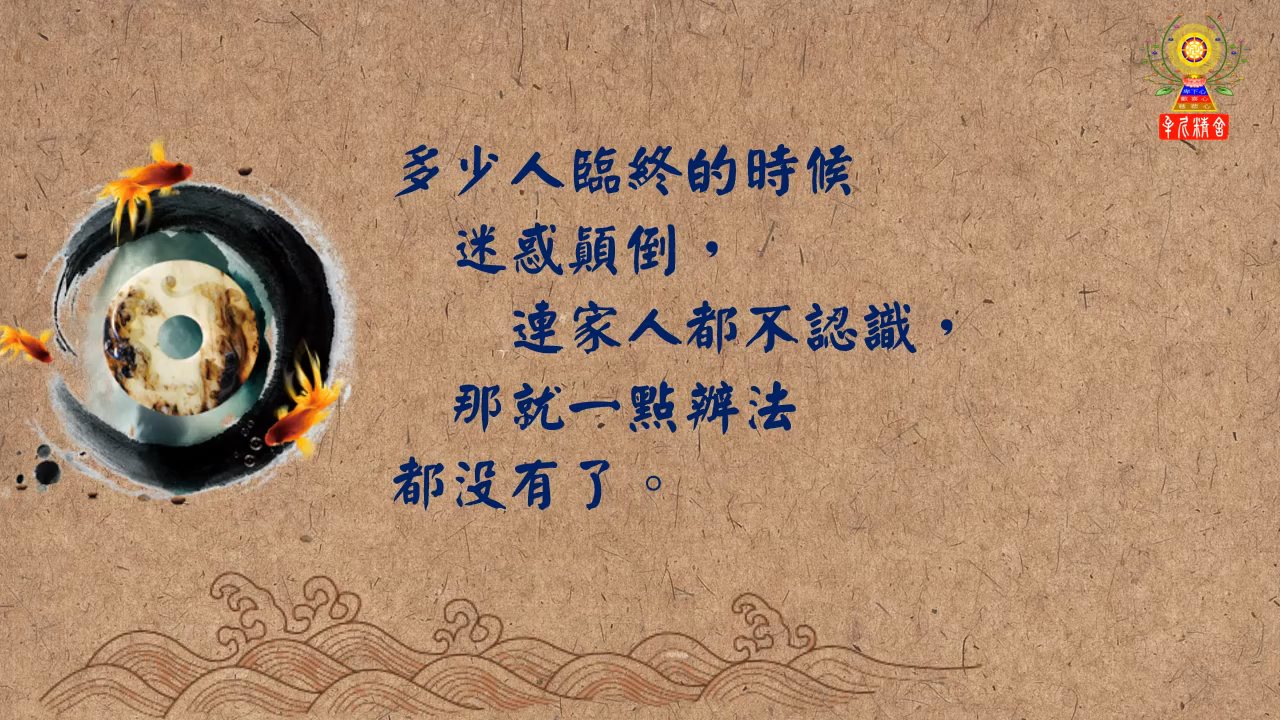 多少人臨終的時候
迷惑顛倒，
連家人都不認識，
那就一點辦法
都没有了。